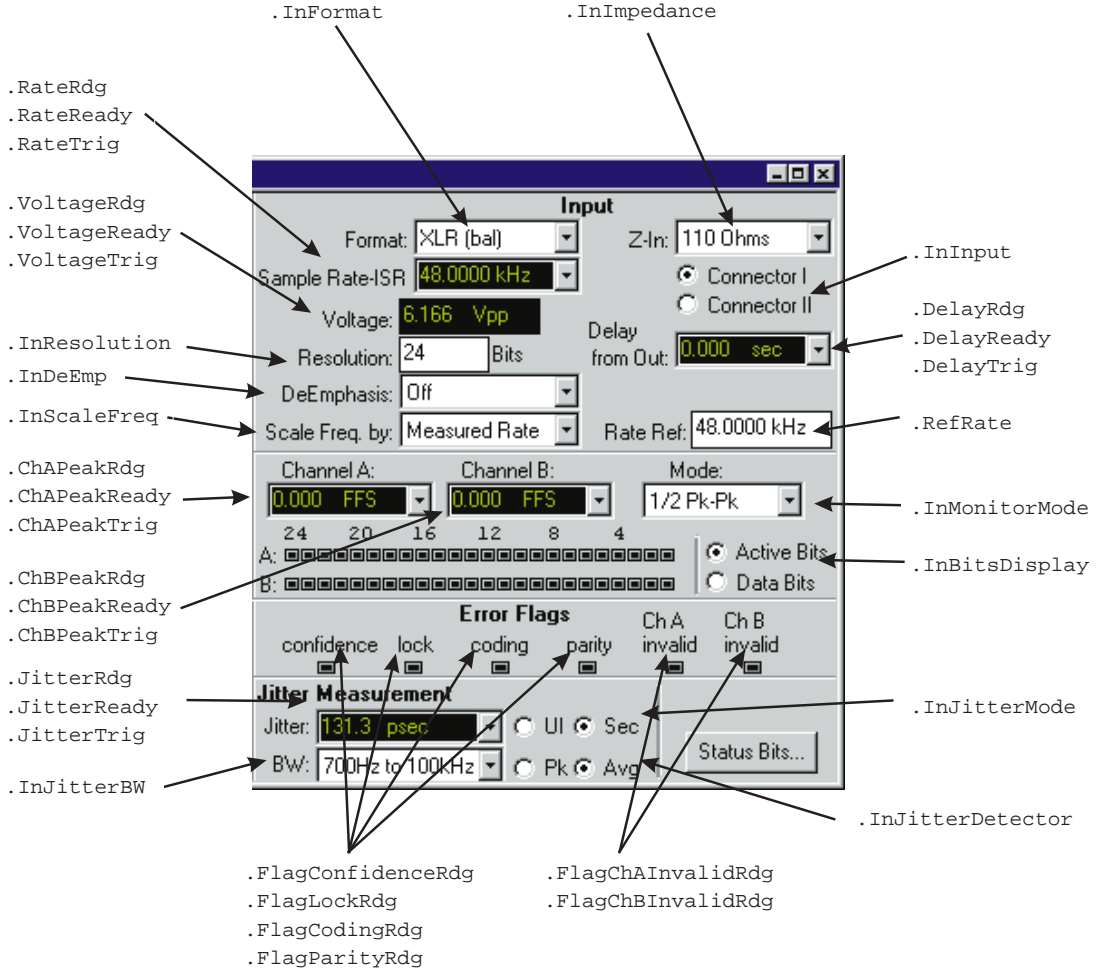 .InFormat
.InImpedance
.RateRdg
.RateReady
.RateTrig
.VoltageRdg
.VoltageReady
.VoltageTrig
.InResolution
.InDeEmp
.InScaleFreq
.ChAPeakRdg
.ChAPeakReady
.ChAPeakTrig
.ChBPeakRdg
.ChBPeakReady
.ChBPeakTrig
.JitterRdg
.JitterReady
.JitterTrig
.InJitterBW
Input
Format: XLR (bal)
Z-In: 110 Ohms
Sample Rate-ISR 48.0000 kHz
Connector I
Connector II
Voltage: 6.166 Vpp
Delay
from Out: 0.000 sec
Resolution: 24 Bits
DeEmphasis: Off
Scale Freq. by: Measured Rate
Rate Ref: 48.0000 kHz
Channel A: Channel B: Mode:
0.000 FFS 0.000 FFS 1/2 Pk-Pk
24 20 16 12 8 4
A:
Active Bits
B:
Data Bits
Error Flags
confidence lock coding parity
Ch A
invalid
Ch B
invalid
Jitter Measurement
Jitter: 131.3 psec UI Sec
BW: 700Hz to 100kHz Pk Avg
Status Bits...
.InInput
.DelayRdg
.DelayReady
.DelayTrig
.RefRate
.InMonitorMode
.InBitsDisplay
.InJitterMode
.InJitterDetector
.FlagConfidenceRdg
.FlagLockRdg
.FlagCodingRdg
.FlagParityRdg
.FlagChAInvalidRdg
.FlagChBInvalidRdg